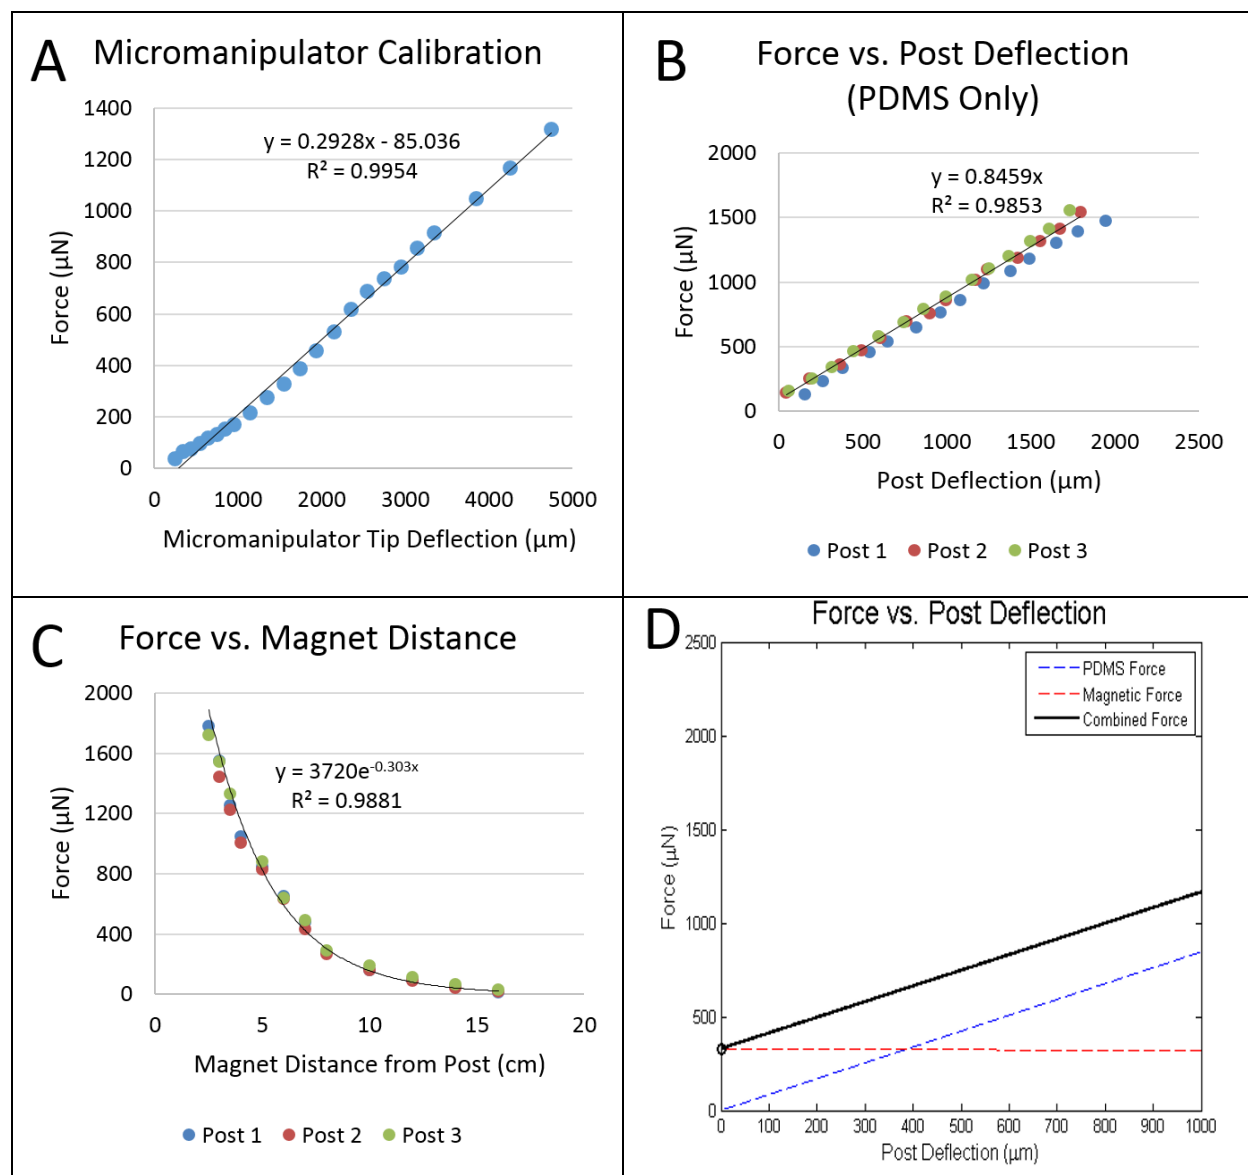 A
Micromanipulator Calibration
1400
1200
1000
800
600
400
200
0
Force (µN)
y = 0.2928x - 85.036
R² = 0.9954
0 1000 2000 3000 4000 5000
Micromanipulator Tip Deflection (µm)
B
Force vs. Post Deflection
(PDMS Only)
2000
1500
1000
500
0
Force (µN)
y = 0.8459x
R² = 0.9853
0 500 1000 1500 2000 2500
Post Deflection (µm)
Post 1 Post 2 Post 3
C
Force vs. Magnet Distance
2000
1600
1200
800
400
0
Force (µN)
y = 3720e^-0.303x
R² = 0.9881
0 5 10 15 20
Magnet Distance from Post (cm)
Post 1 Post 2 Post 3
D
Force vs. Post Deflection
2500
2000
1500
1000
500
0
Force (µN)
PDMS Force
Magnetic Force
Combined Force
0 100 200 300 400 500 600 700 800 900 1000
Post Deflection (µm)